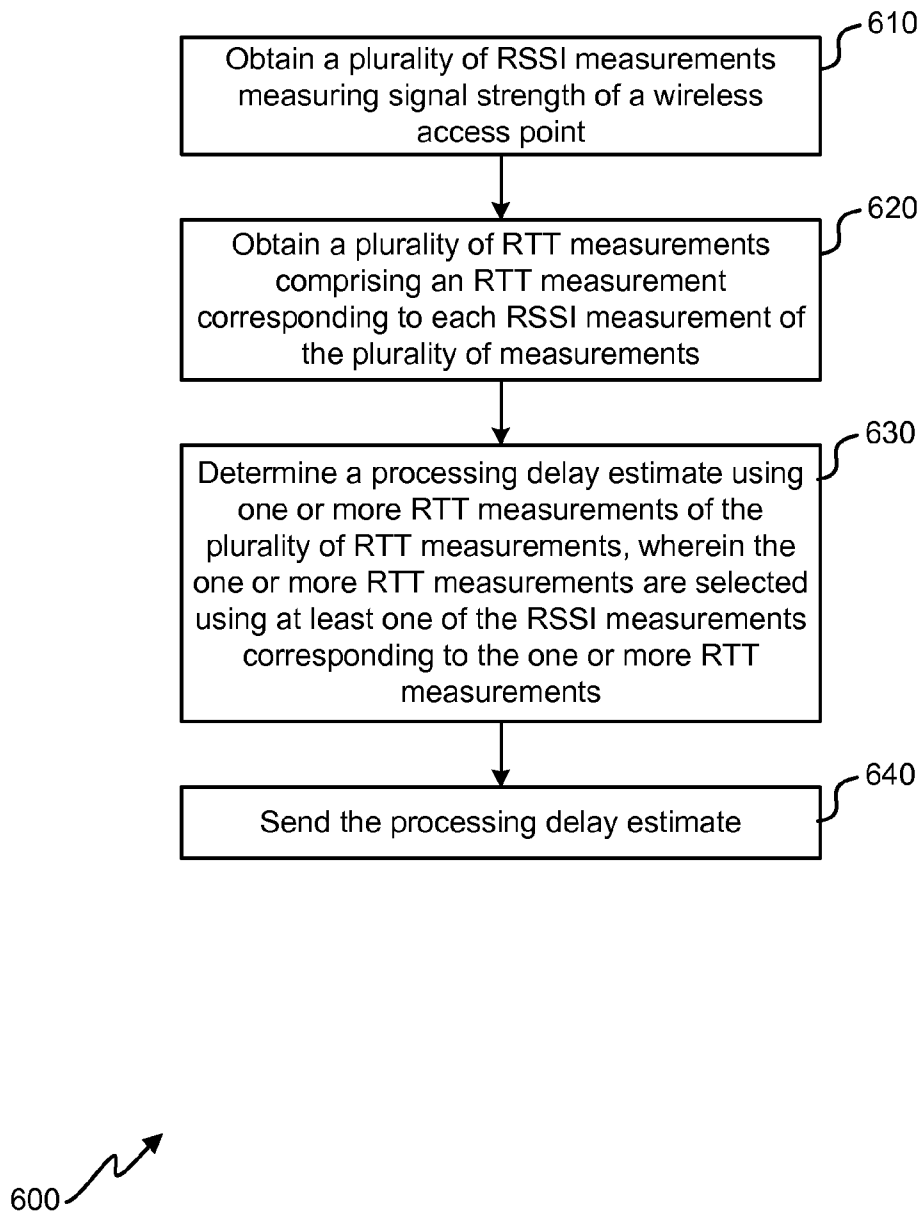 610
Obtain a plurality of RSSI measurements
measuring signal strength of a wireless
access point
620
Obtain a plurality of RTT measurements
comprising an RTT measurement
corresponding to each RSSI measurement of
the plurality of measurements
630
Determine a processing delay estimate using
one or more RTT measurements of the
plurality of RTT measurements, wherein the
one or more RTT measurements are selected
using at least one of the RSSI measurements
corresponding to the one or more RTT
measurements
640
Send the processing delay estimate
600